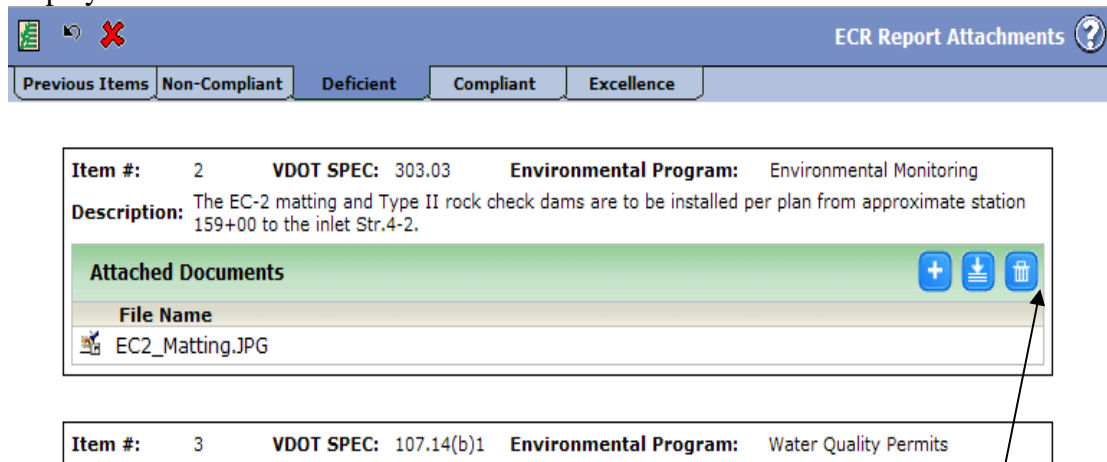 ECR Report Attachments
Previous Items Non-Compliant Deficient Compliant Excellence
Item #: 2 VDOT SPEC: 303.03 Environmental Program: Environmental Monitoring
Description: The EC-2 matting and Type II rock check dams are to be installed per plan from approximate station
159+00 to the inlet Str.4-2.
Attached Documents
File Name
EC2_Matting.JPG
Item #: 3 VDOT SPEC: 107.14(b)1 Environmental Program: Water Quality Permits